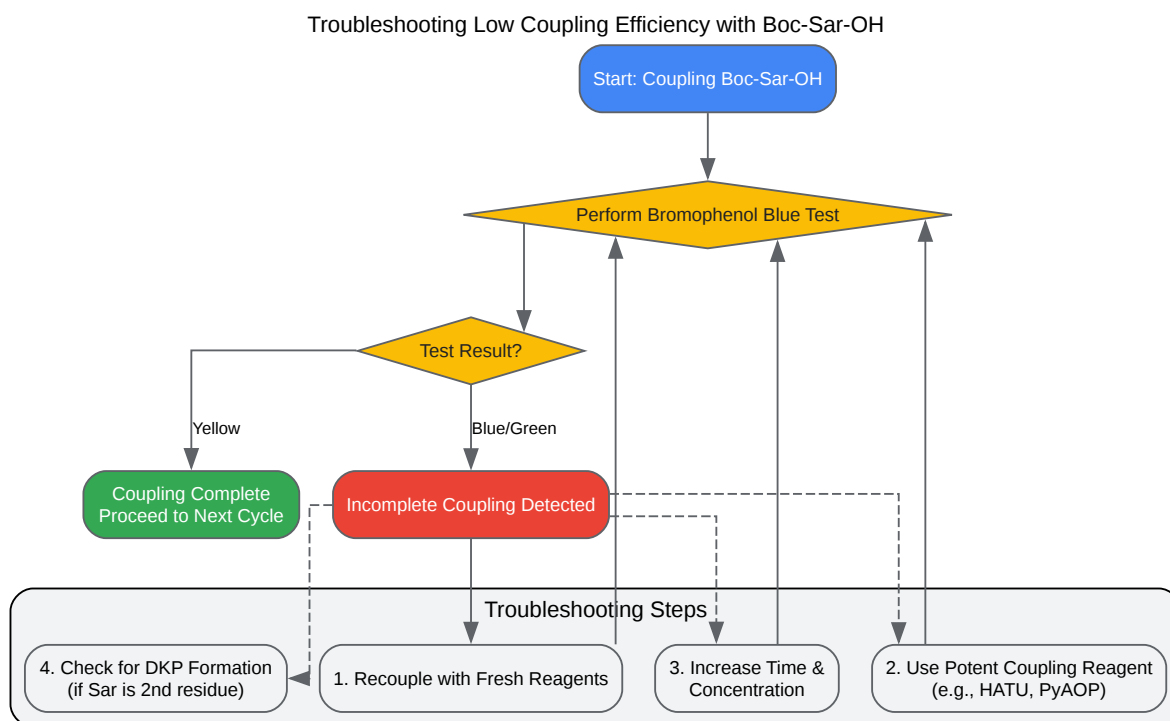 Troubleshooting Low Coupling Efficiency with Boc-Sar-OH
Start: Coupling Boc-Sar-OH
Perform Bromophenol Blue Test
Test Result?
Yellow
Blue/Green
Coupling Complete
Proceed to Next Cycle
Incomplete Coupling Detected
Troubleshooting Steps
4. Check for DKP Formation
(if Sar is 2nd residue)
1. Recouple with Fresh Reagents
3. Increase Time &
Concentration
2. Use Potent Coupling Reagent
(e.g., HATU, PyAOP)